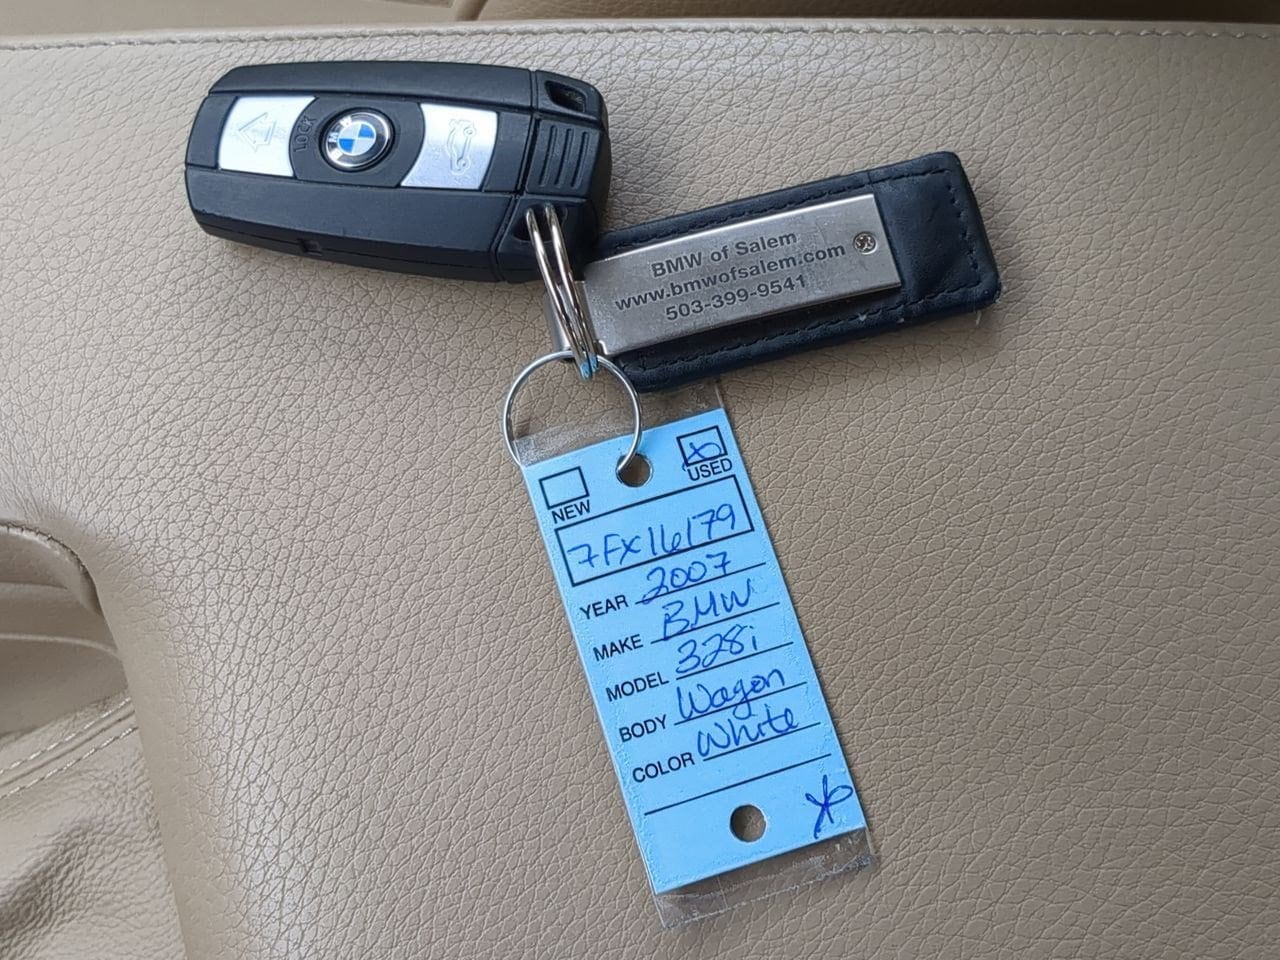 LOCK
BMW
BMW of Salem
www.bmwofsalem.com
503-399-9541
NEW
USED
7FX16179
YEAR 2007
MAKE BMW
MODEL 328i
BODY Wagon
COLOR White